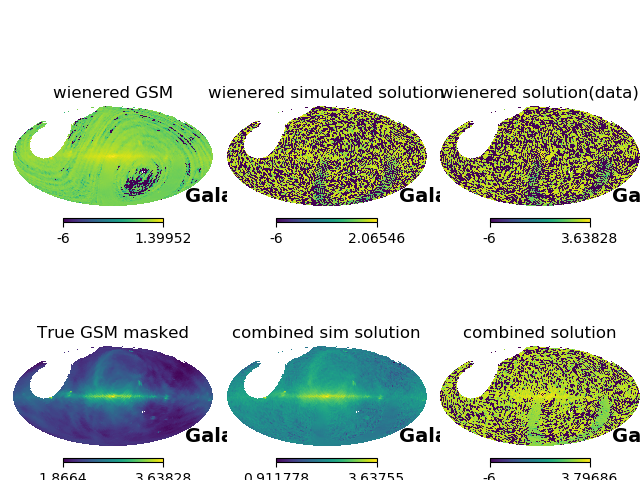 wienered GSM
wienered simulated solution
wienered solution(data)
Gala
Gala
Ga
-6 1.39952
-6 2.06546
-6 3.63828
True GSM masked
combined sim solution
combined solution
Gala
Gala
Ga
1.8664 3.63828
0.911778 3.63755
-6 3.79686